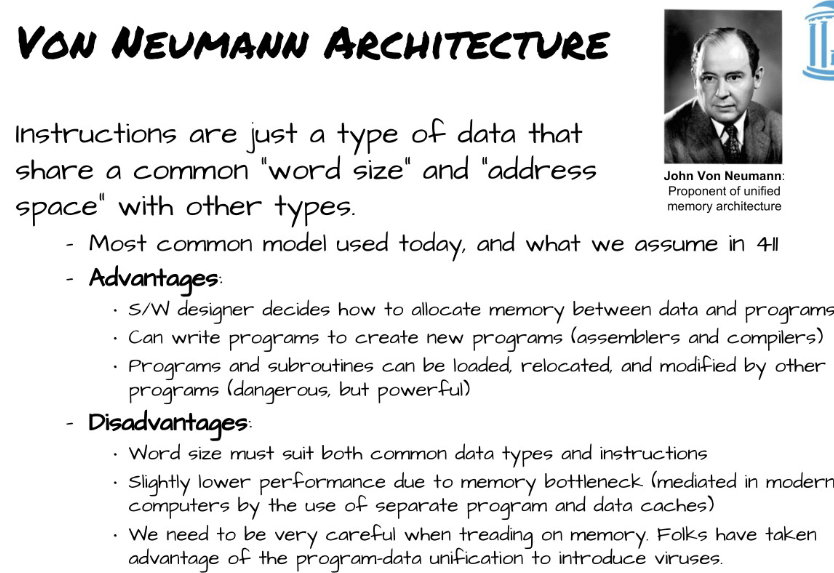 Von Neumann Architecture
Instructions are just a type of data that
share a common "word size" and "address
space" with other types.
John Von Neumann:
Proponent of unified
memory architecture
- Most common model used today, and what we assume in 411
- Advantages:
· S/W designer decides how to allocate memory between data and programs
· Can write programs to create new programs (assemblers and compilers)
· Programs and subroutines can be loaded, relocated, and modified by other
programs (dangerous, but powerful)
- Disadvantages:
· Word size must suit both common data types and instructions
· Slightly lower performance due to memory bottleneck (mediated in modern
computers by the use of separate program and data caches)
· We need to be very careful when treading on memory. Folks have taken
advantage of the program-data unification to introduce viruses.